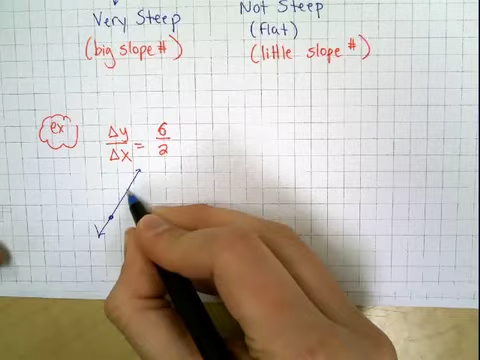 Very Steep
(big slope #)
Not Steep
(flat)
(little slope #)
ex
Δy/Δx = 6/2